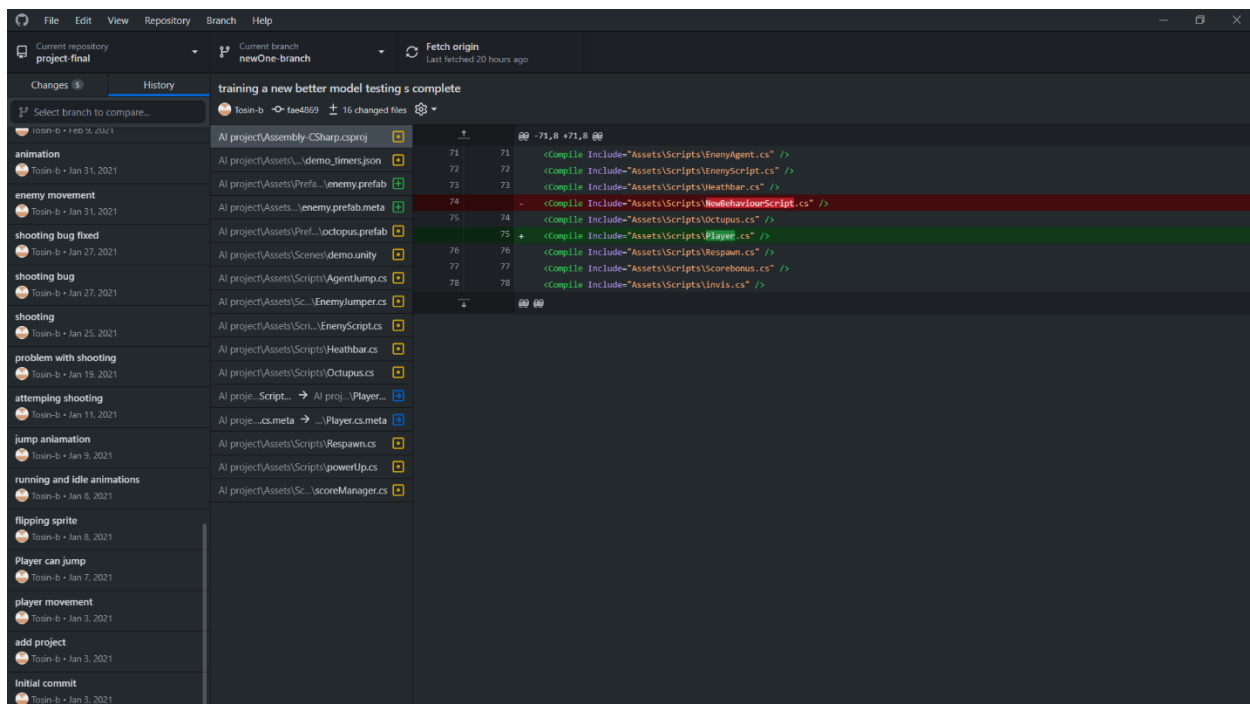 File Edit View Repository Branch Help
Current repository
project-final
Current branch
newOne-branch
Fetch origin
Last fetched 20 hours ago
Changes 5 History
Select branch to compare...
Tosin-b • Feb 9, 2021
animation
Tosin-b • Jan 31, 2021
enemy movement
Tosin-b • Jan 31, 2021
shooting bug fixed
Tosin-b • Jan 27, 2021
shooting bug
Tosin-b • Jan 27, 2021
shooting
Tosin-b • Jan 25, 2021
problem with shooting
Tosin-b • Jan 19, 2021
attemping shooting
Tosin-b • Jan 11, 2021
jump aniamation
Tosin-b • Jan 9, 2021
running and idle animations
Tosin-b • Jan 8, 2021
flipping sprite
Tosin-b • Jan 8, 2021
Player can jump
Tosin-b • Jan 7, 2021
player movement
Tosin-b • Jan 3, 2021
add project
Tosin-b • Jan 3, 2021
Initial commit
Tosin-b • Jan 3, 2021
training a new better model testing s complete
Tosin-b fae4869 16 changed files
AI project\Assembly-CSharp.csproj
AI project\Assets\...\demo_timers.json
AI project\Assets\Prefa...\enemy.prefab
AI project\Assets...\enemy.prefab.meta
AI project\Assets\Pref...\octopus.prefab
AI project\Assets\Scenes\demo.unity
AI project\Assets\Scripts\AgentJump.cs
AI project\Assets\Sc...\EnemyJumper.cs
AI project\Assets\Scri...\EnenyScript.cs
AI project\Assets\Scripts\Heathbar.cs
AI project\Assets\Scripts\Octupus.cs
AI proje...Script... → AI proj...\Player...
AI proje....cs.meta → ...\Player.cs.meta
AI project\Assets\Scripts\Respawn.cs
AI project\Assets\Scripts\powerUp.cs
AI project\Assets\Sc...\scoreManager.cs
@@ -71,8 +71,8 @@
71 71 <Compile Include="Assets\Scripts\EnenyAgent.cs" />
72 72 <Compile Include="Assets\Scripts\EnenyScript.cs" />
73 73 <Compile Include="Assets\Scripts\Heathbar.cs" />
74 - <Compile Include="Assets\Scripts\NewBehaviourScript.cs" />
75 74 <Compile Include="Assets\Scripts\Octupus.cs" />
75 + <Compile Include="Assets\Scripts\Player.cs" />
76 76 <Compile Include="Assets\Scripts\Respawn.cs" />
77 77 <Compile Include="Assets\Scripts\Scorebonus.cs" />
78 78 <Compile Include="Assets\Scripts\invis.cs" />
@@ @@